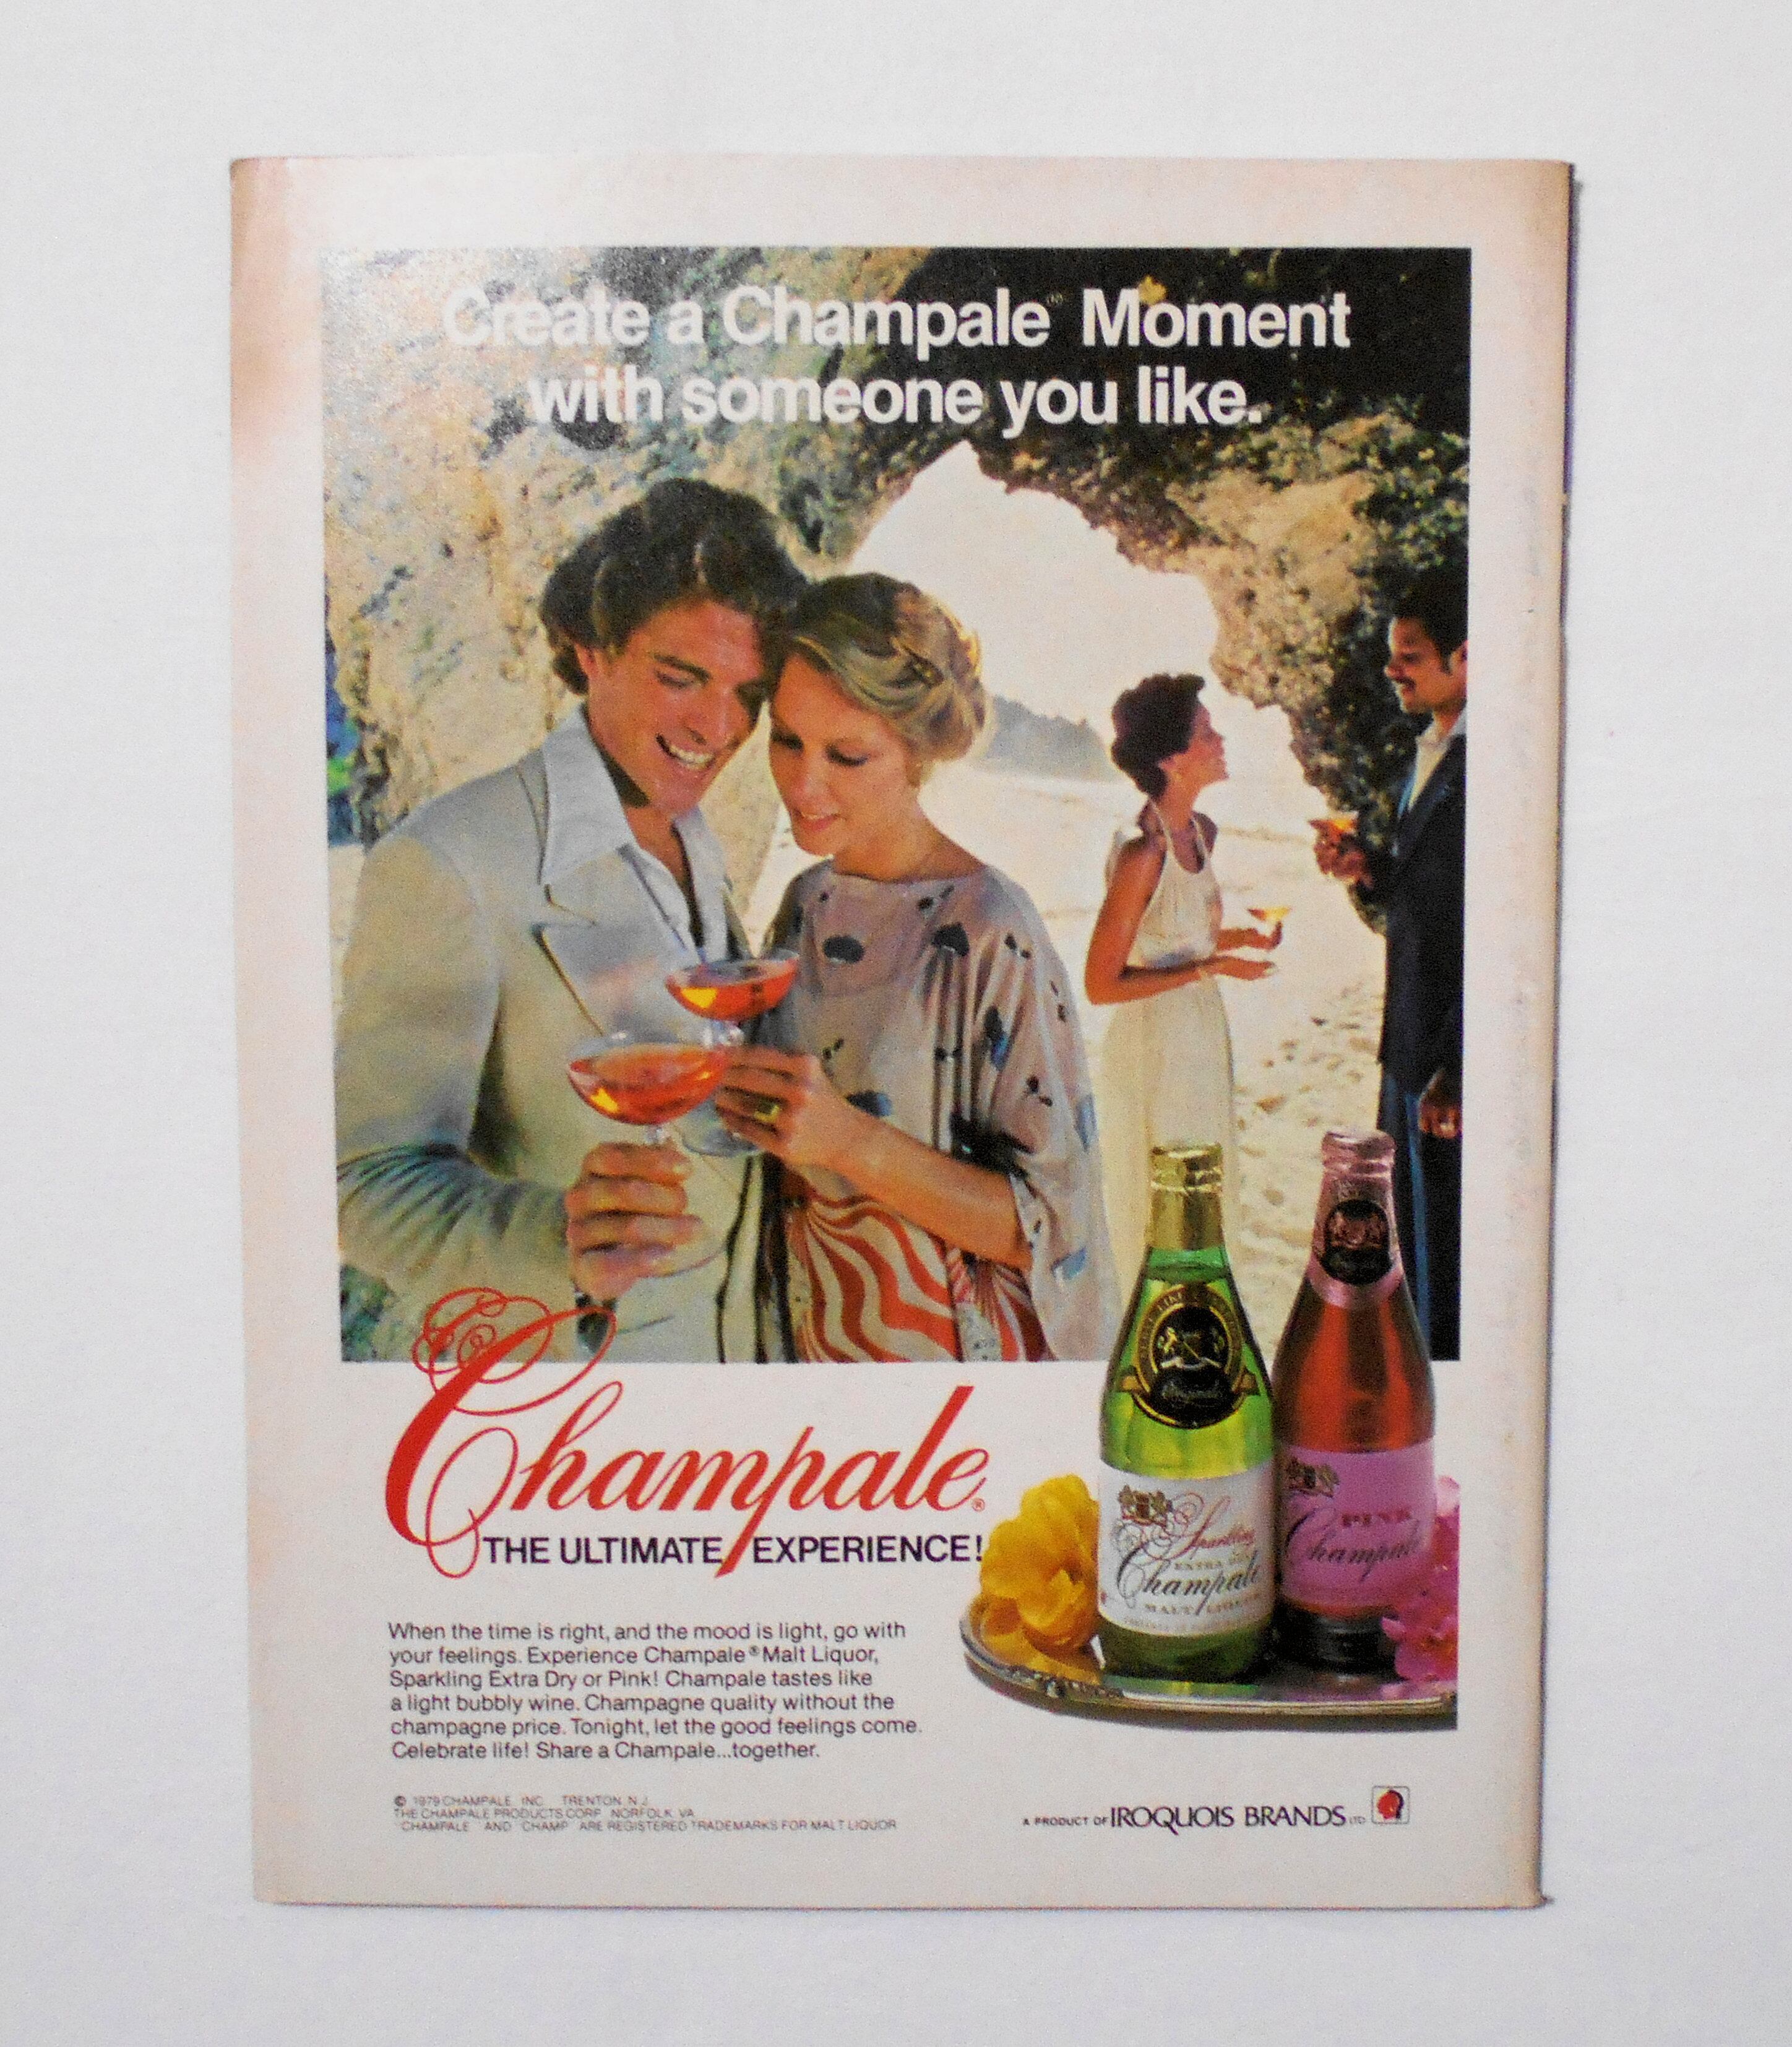 Create a Champale® Moment
with someone you like.
Champale®
THE ULTIMATE EXPERIENCE!
Originale
Sparkling
EXTRA DRY
Champale
MALT LIQUOR
PINK
Champale
When the time is right, and the mood is light, go with
your feelings. Experience Champale® Malt Liquor,
Sparkling Extra Dry or Pink! Champale tastes like
a light bubbly wine. Champagne quality without the
champagne price. Tonight, let the good feelings come.
Celebrate life! Share a Champale...together.
© 1979 CHAMPALE, INC. TRENTON, N.J.
THE CHAMPALE PRODUCTS CORP. NORFOLK, VA.
"CHAMPALE" AND "CHAMP" ARE REGISTERED TRADEMARKS FOR MALT LIQUOR
A PRODUCT OF IROQUOIS BRANDS LTD